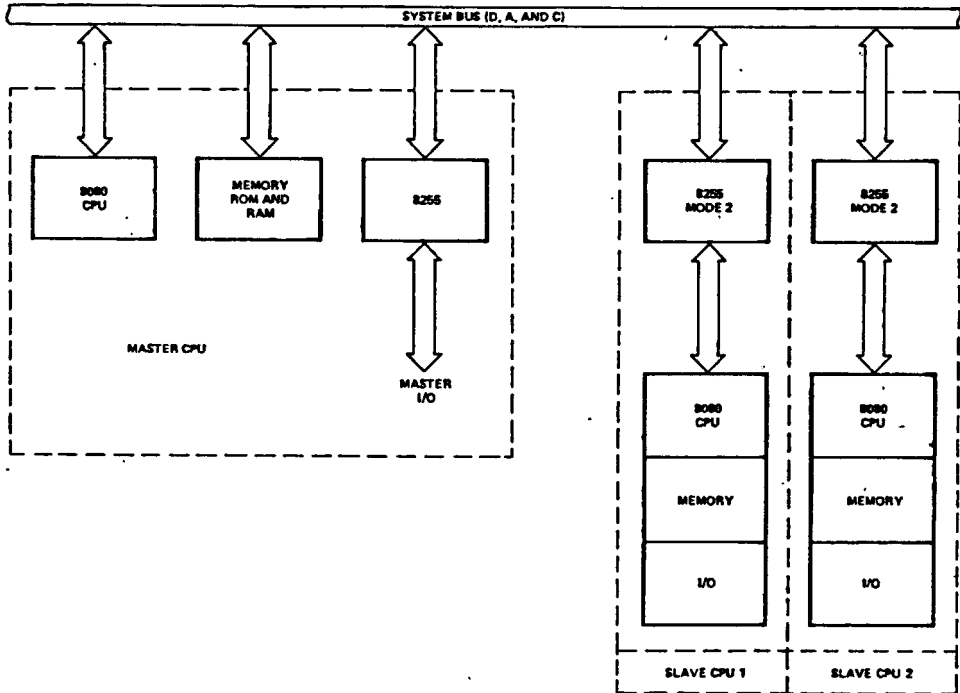 SYSTEM BUS (D, A, AND C)
8080
CPU
MEMORY
ROM AND
RAM
8255
8255
MODE 2
8255
MODE 2
MASTER CPU
MASTER
I/O
8080
CPU
8080
CPU
MEMORY
MEMORY
I/O
I/O
SLAVE CPU 1
SLAVE CPU 2